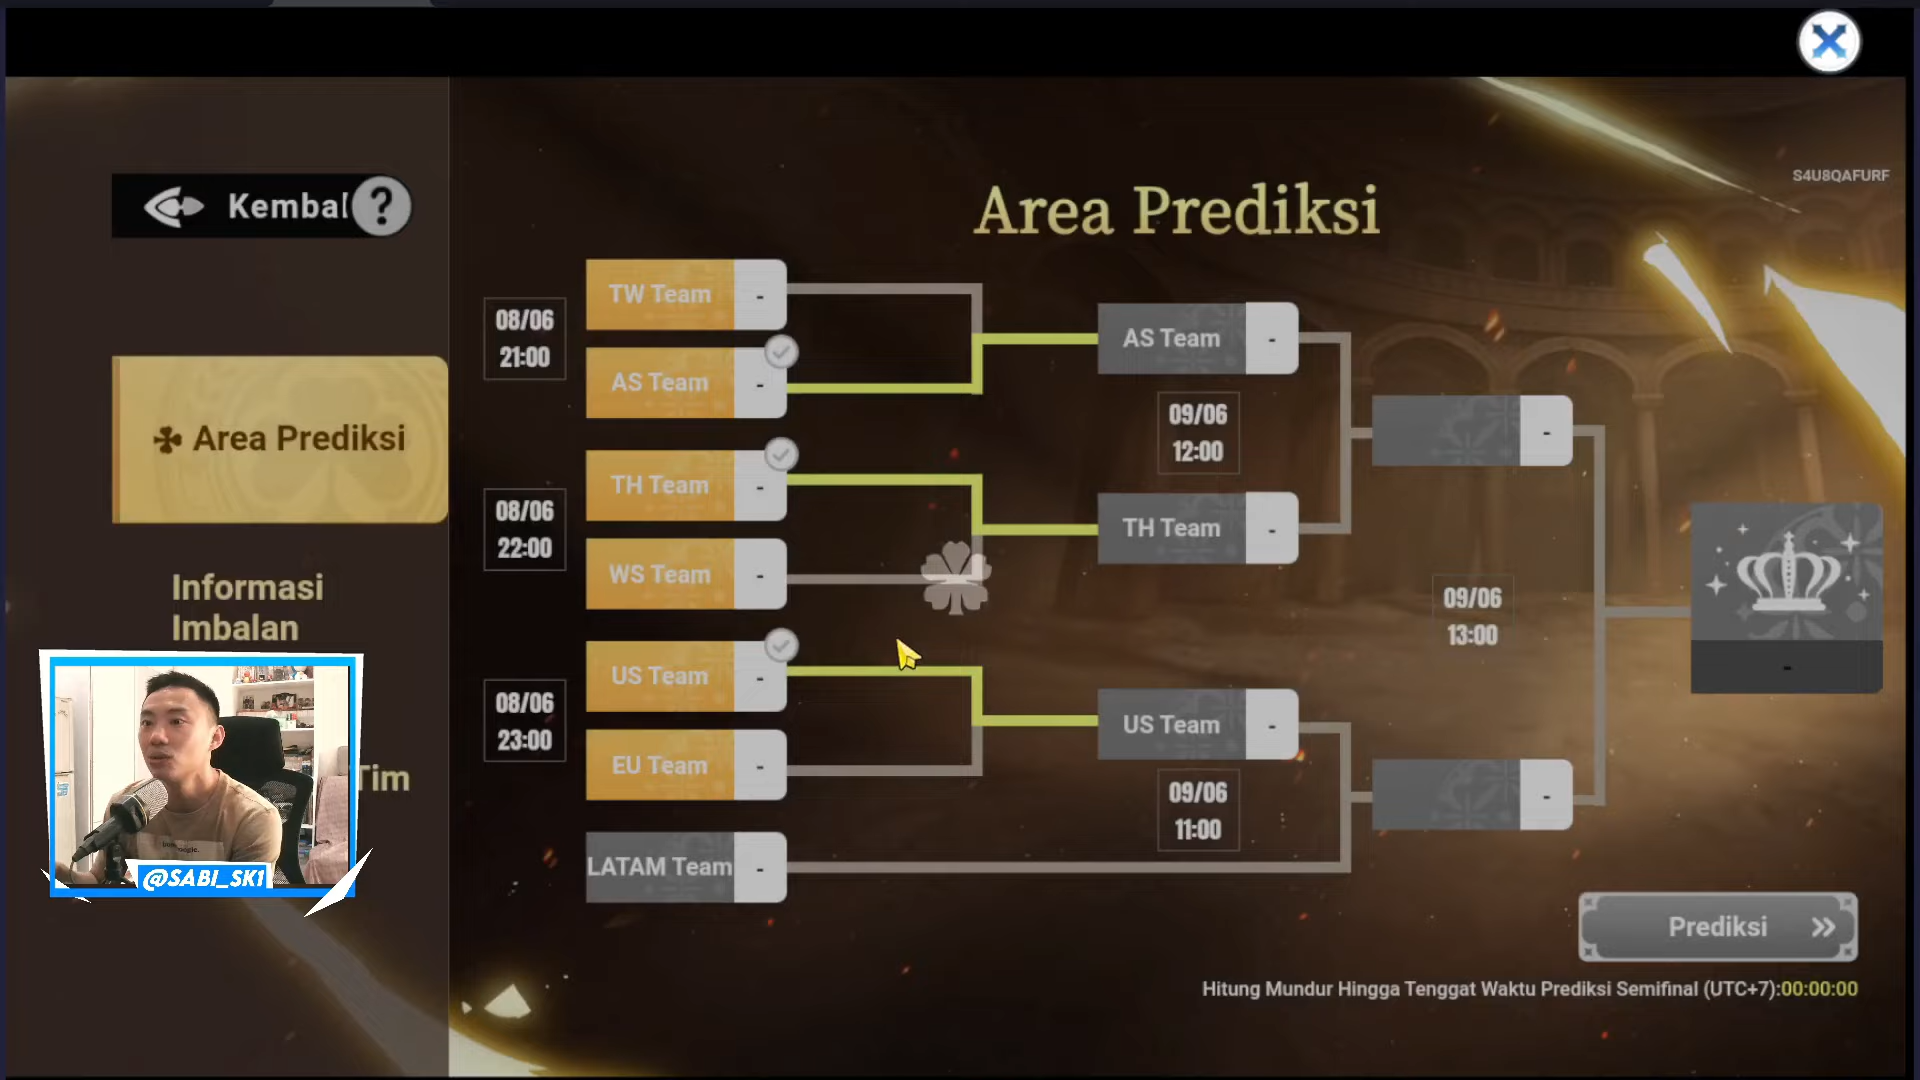 S4U8QAFURF
Kembal
?
Area Prediksi
Area Prediksi
Informasi
Imbalan
Tim
@SABI_SK1
08/06
21:00
TW Team -
AS Team -
08/06
22:00
TH Team -
WS Team -
08/06
23:00
US Team -
EU Team -
LATAM Team -
AS Team -
09/06
12:00
TH Team -
US Team -
09/06
11:00
-
09/06
13:00
-
-
Prediksi
Hitung Mundur Hingga Tenggat Waktu Prediksi Semifinal (UTC+7):00:00:00